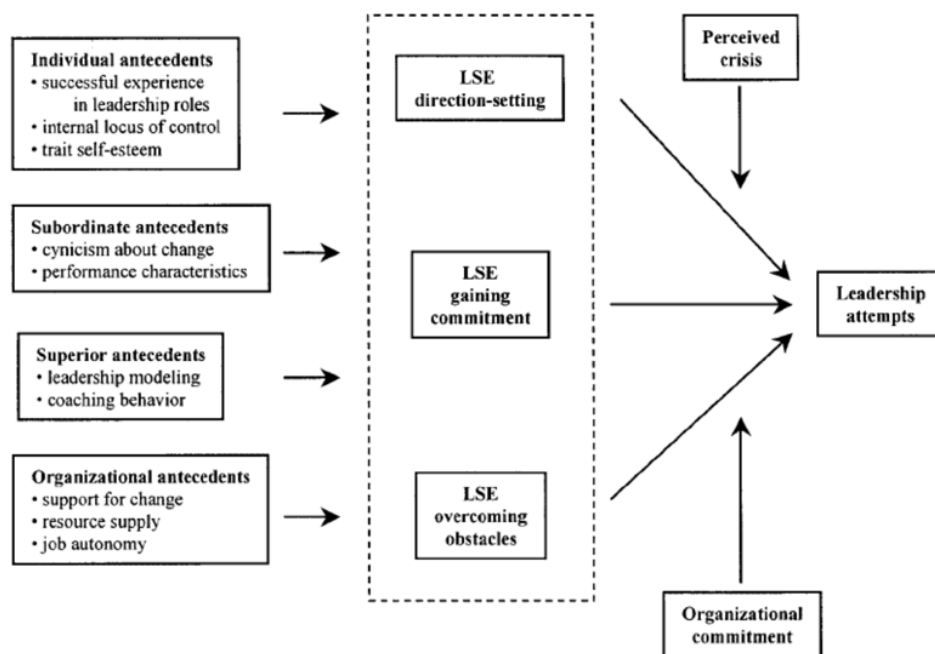 Individual antecedents
• successful experience
in leadership roles
• internal locus of control
• trait self-esteem
Subordinate antecedents
• cynicism about change
• performance characteristics
Superior antecedents
• leadership modeling
• coaching behavior
Organizational antecedents
• support for change
• resource supply
• job autonomy
LSE
direction-setting
LSE
gaining
commitment
LSE
overcoming
obstacles
Perceived
crisis
Leadership
attempts
Organizational
commitment